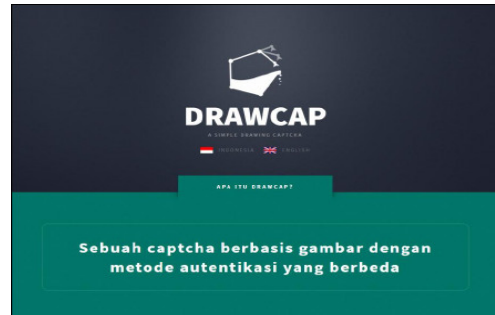 DRAWCAP
A SIMPLE DRAWING CAPTCHA
INDONESIA ENGLISH
APA ITU DRAWCAP?
Sebuah captcha berbasis gambar dengan
metode autentikasi yang berbeda